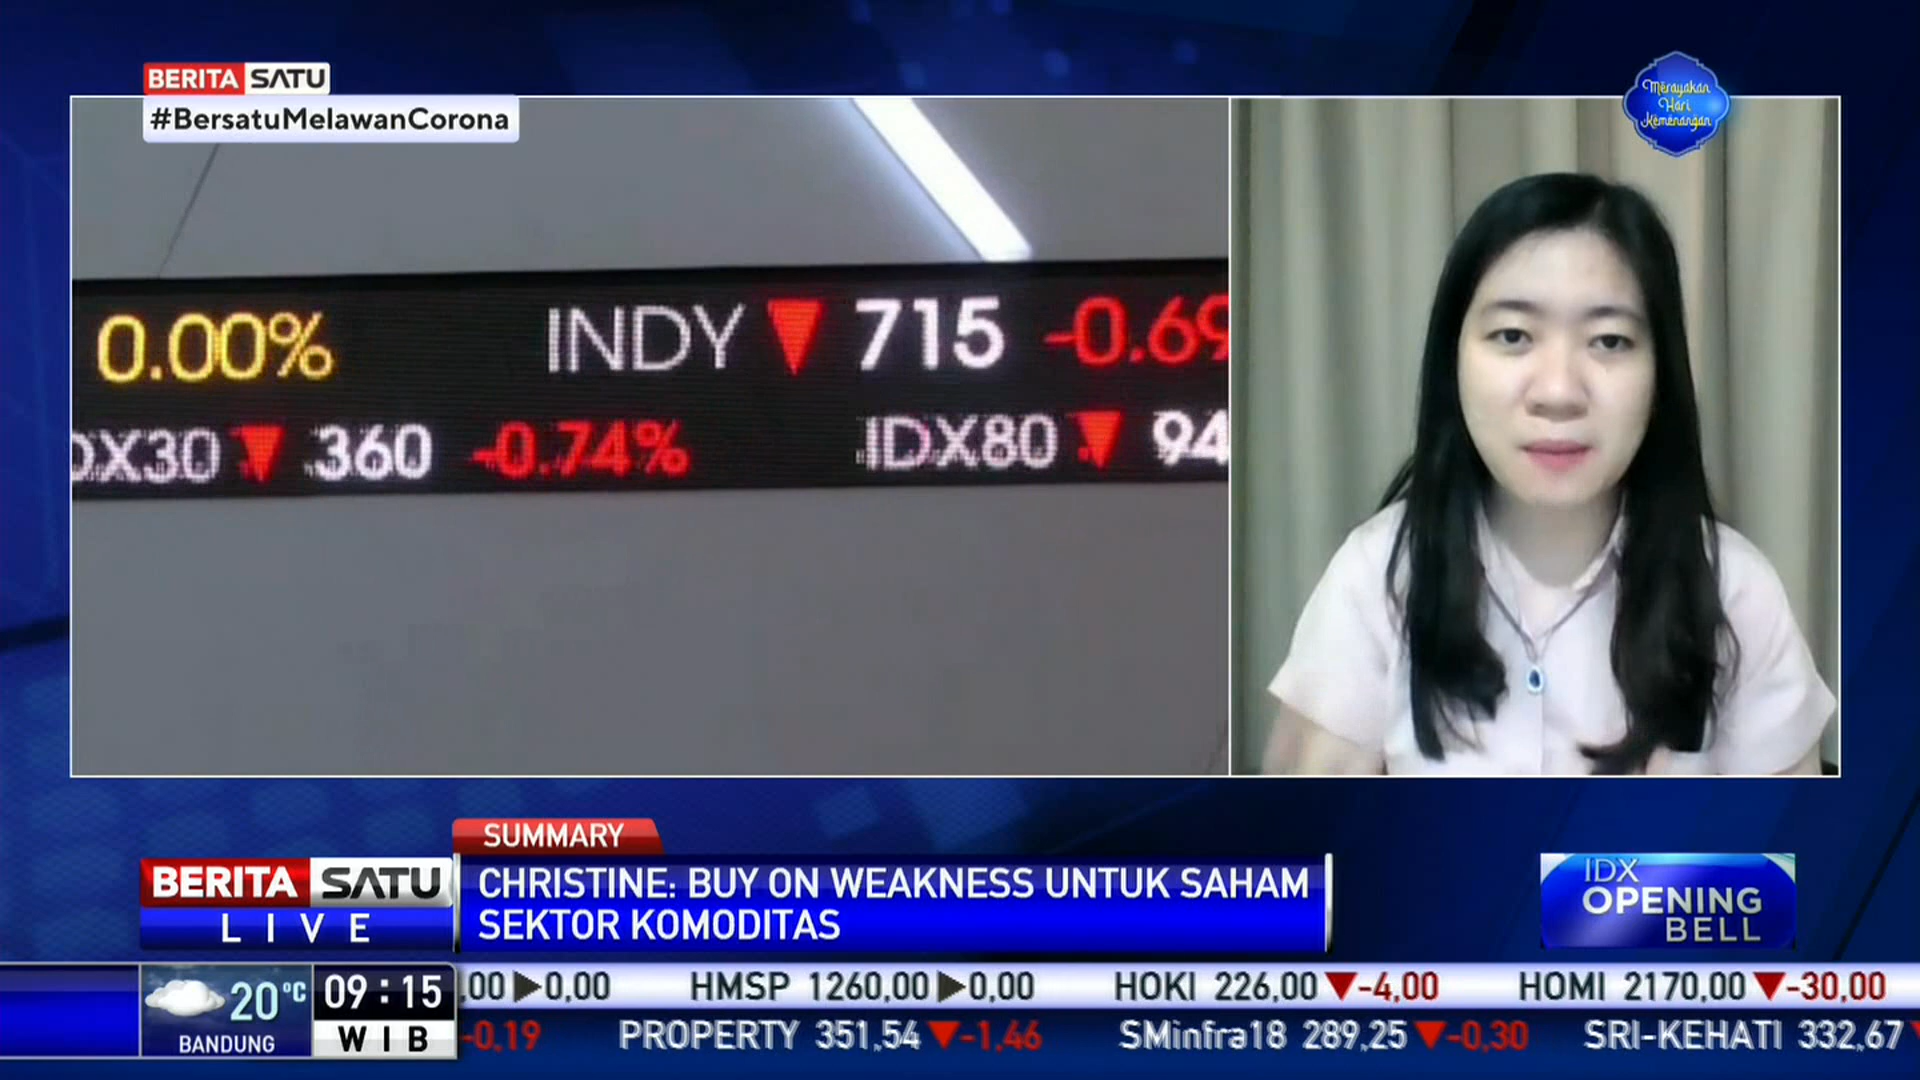 BERITA SATU
#BersatuMelawanCorona
Merayakan
Hari
Kemenangan
0.00% INDY ▼ 715 -0.69
DX30 ▼ 360 -0.74% IDX80 ▼ 94
SUMMARY
BERITA SATU
LIVE
CHRISTINE: BUY ON WEAKNESS UNTUK SAHAM
SEKTOR KOMODITAS
IDX
OPENING
BELL
20°C
BANDUNG
09:15
WIB
,00 ▶0,00 HMSP 1260,00 ▶0,00 HOKI 226,00 ▼-4,00 HOMI 2170,00 ▼-30,00
-0,19 PROPERTY 351,54 ▼-1,46 SMinfra18 289,25 ▼-0,30 SRI-KEHATI 332,67